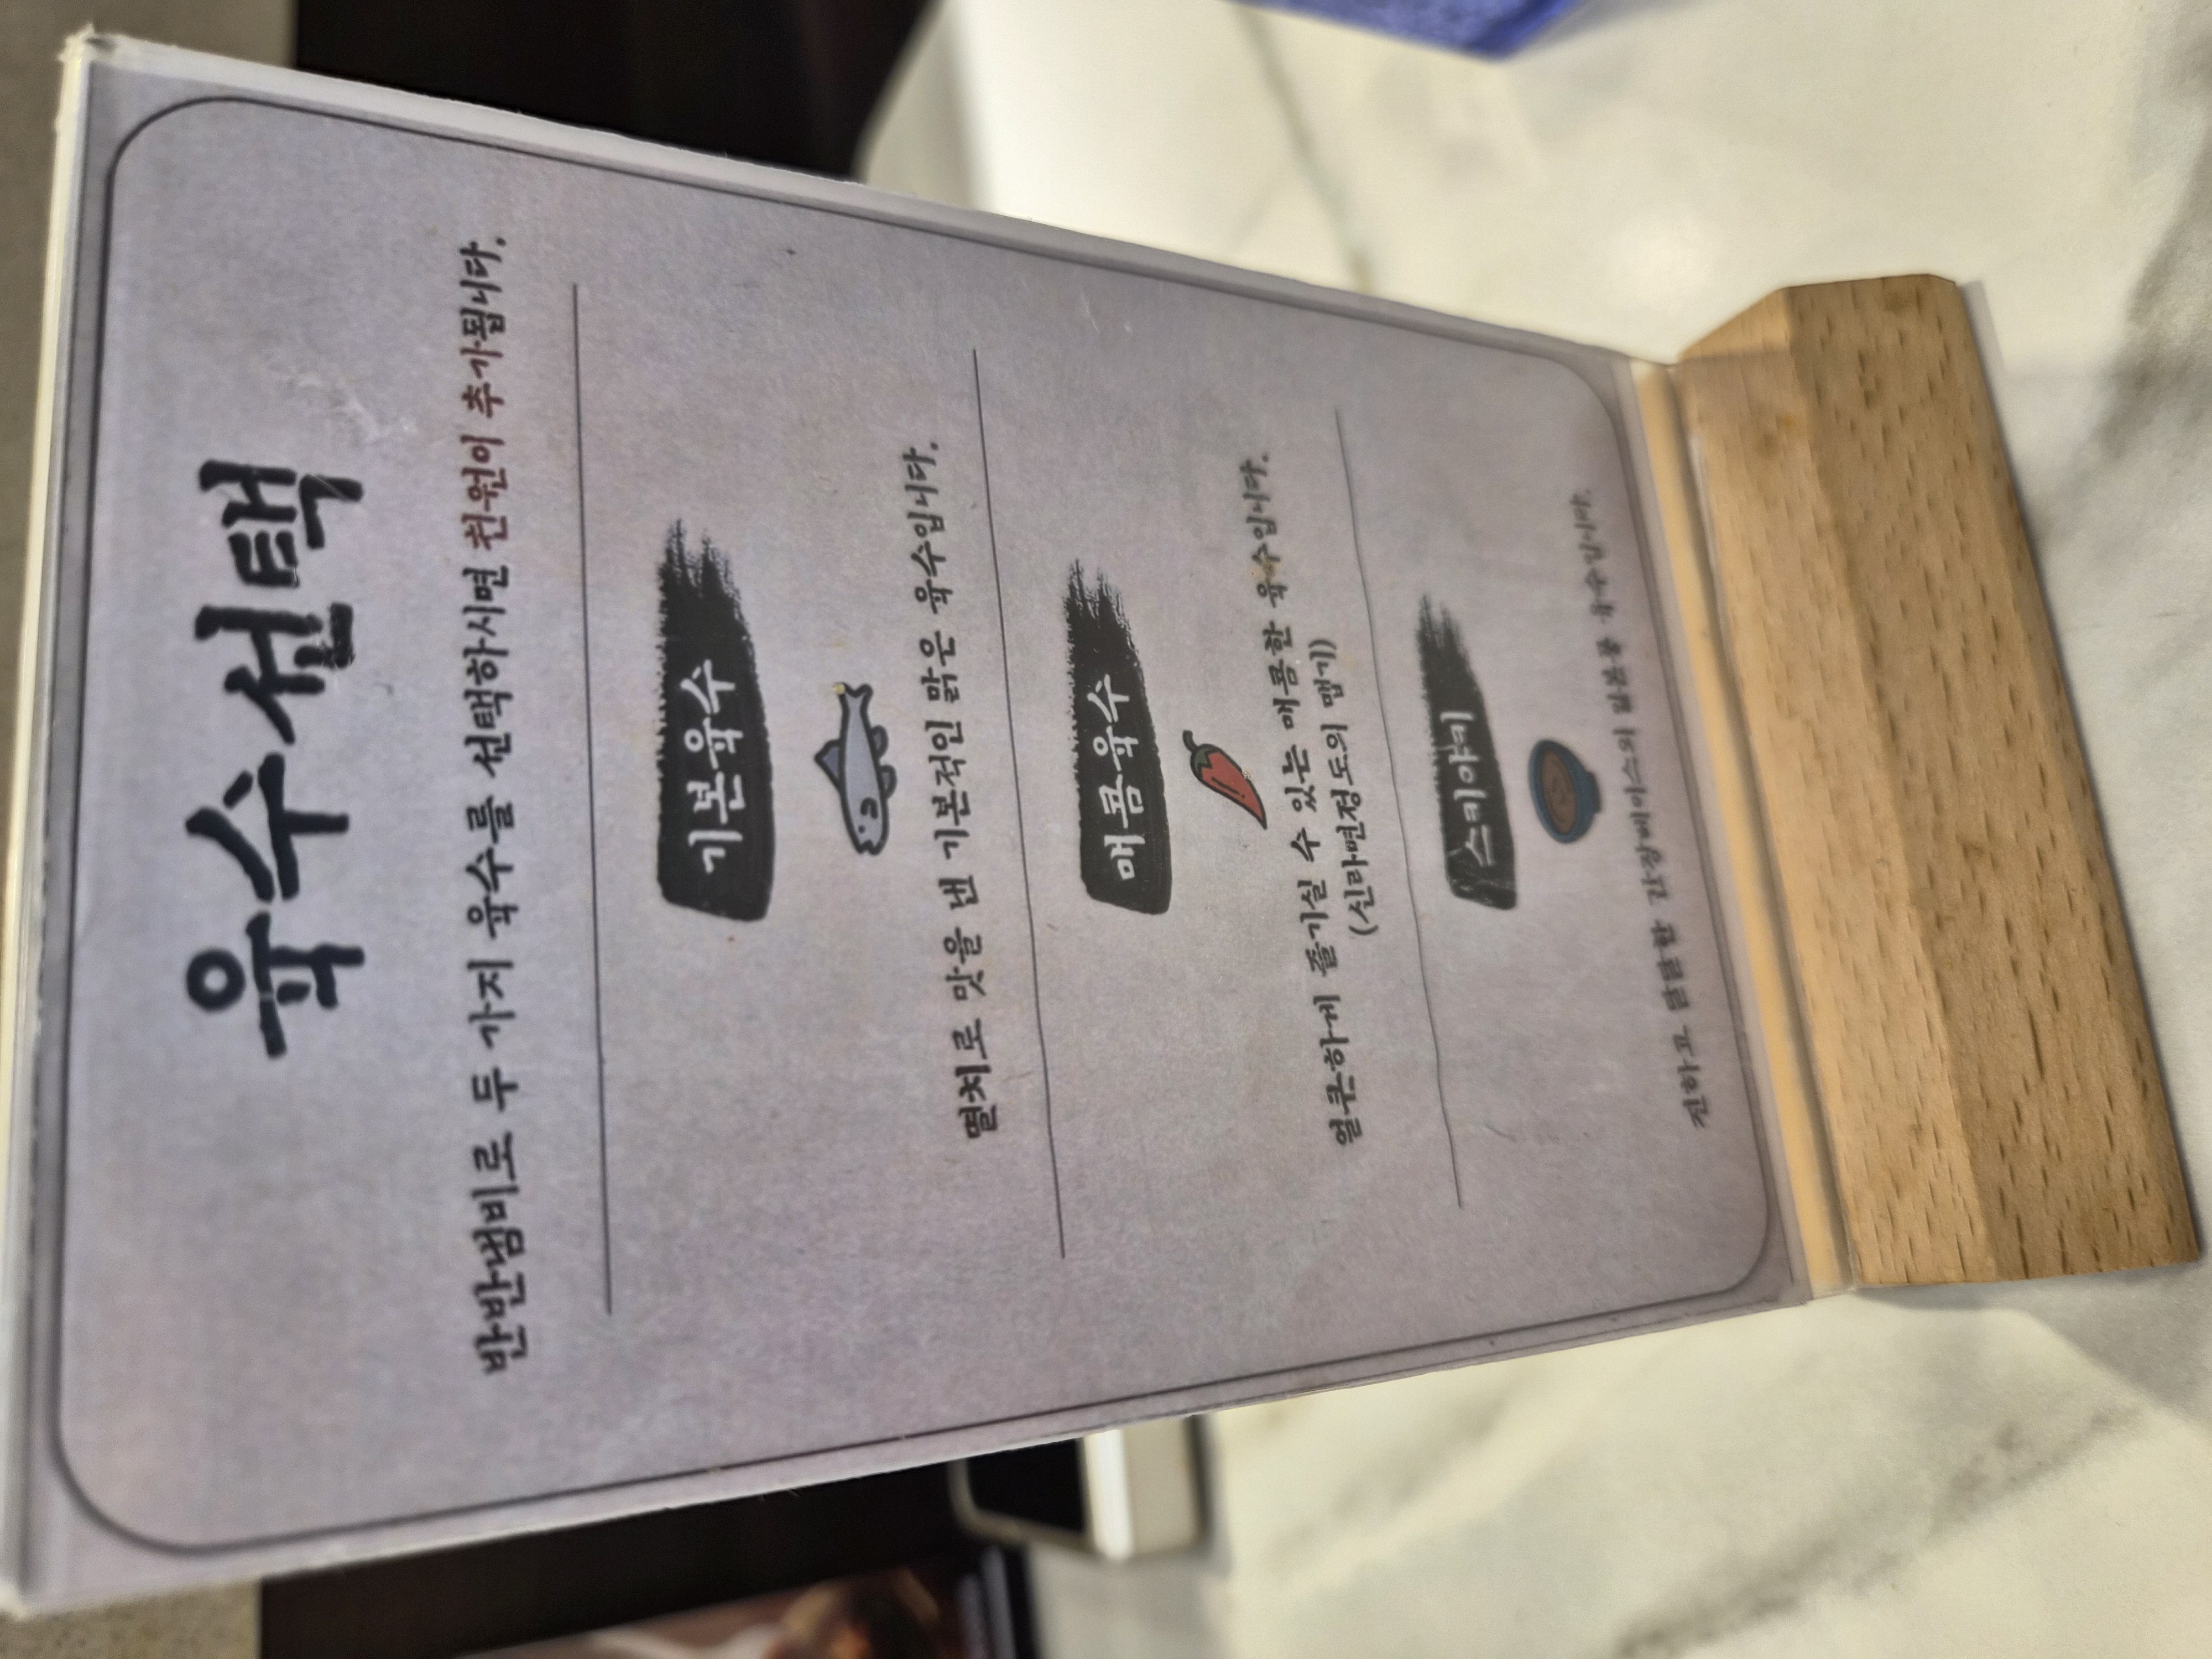 육수선택
반반냄비로 두 가지 육수를 선택하시면 천원이 추가됩니다.
기본육수
멸치로 맛을 낸 기본적인 맑은 육수입니다.
매콤육수
얼큰하게 즐기실 수 있는 매콤한 육수입니다.
(신라면정도의 맵기)
스키야키
진하고 달달한 간장베이스의 일본풍 육수입니다.